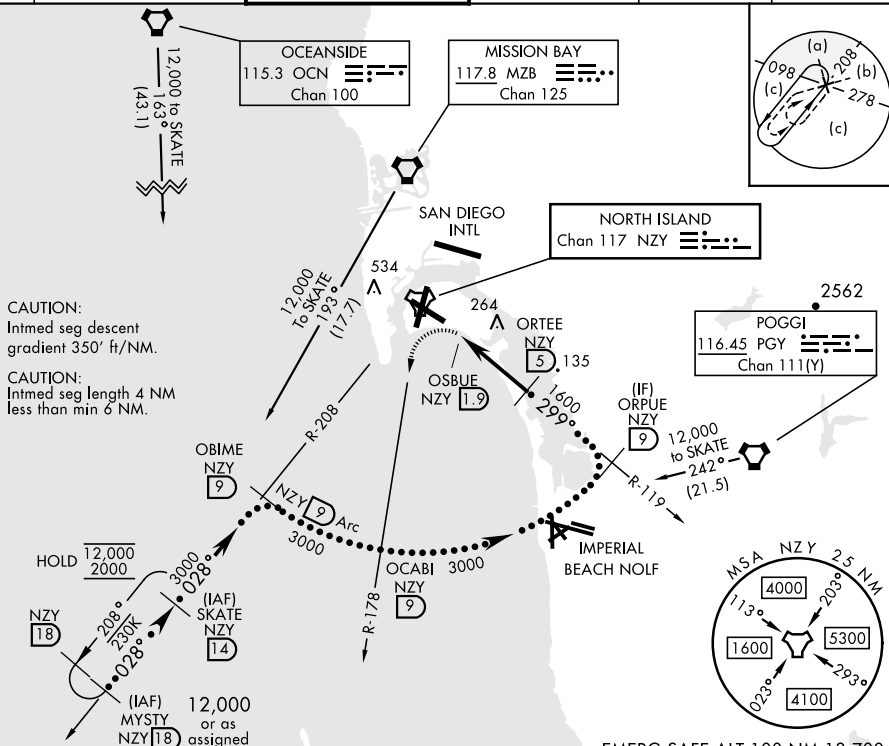 OCEANSIDE
115.3 OCN
Chan 100
MISSION BAY
117.8 MZB
Chan 125
(a)
208
098
(b)
(c)
278
(c)
12,000 to SKATE
163°
(43.1)
SAN DIEGO
INTL
NORTH ISLAND
Chan 117 NZY
12,000
To SKATE
193°
(17.7)
534
264
2562
POGGI
116.45 PGY
Chan 111(Y)
CAUTION:
Intmed seg descent
gradient 350' ft/NM.
CAUTION:
Intmed seg length 4 NM
less than min 6 NM.
ORTEE
NZY
5
135
OSBUE
NZY 1.9
1600
299°
(IF)
ORPUE
NZY
9
12,000
to SKATE
242°
(21.5)
R-119
R-208
OBIME
NZY
9
NZY 9 Arc
3000
OCABI
NZY
9
3000
R-178
IMPERIAL
BEACH NOLF
HOLD 12,000
2000
3000
028°
(IAF)
SKATE
NZY
14
NZY
18
208°
230K
028°
(IAF)
MYSTY
NZY 18
12,000
or as
assigned
MSA NZY 25 NM
4000
203°
113°
1600
5300
023°
293°
4100
EMERG SAFE ALT 100 NM 12,700